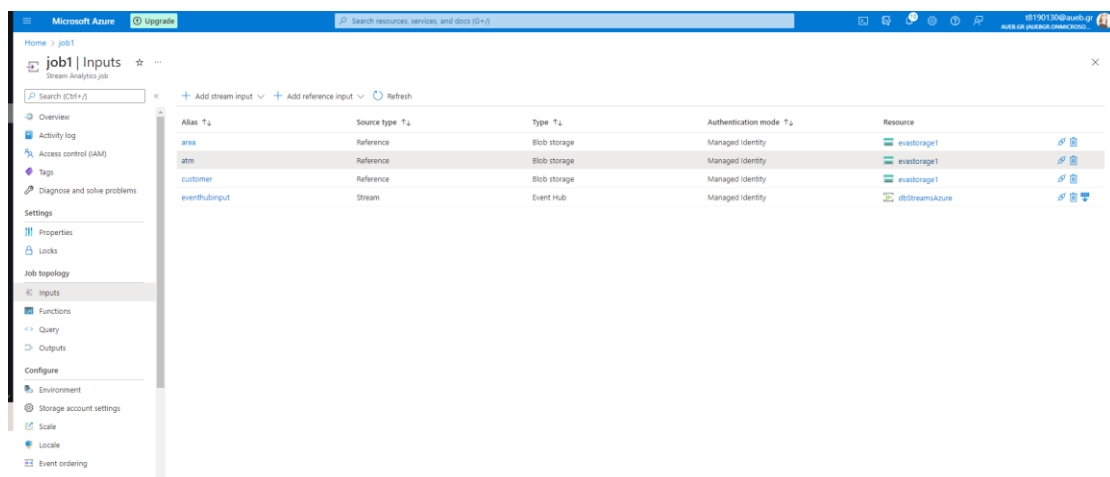 Microsoft Azure
Upgrade
Search resources, services, and docs (G+/)
t8190130@aueb.gr
AUEB.GR (AUEBGR.ONMICROSO...
Home > job1
job1 | Inputs
Stream Analytics job
Search (Ctrl+/)
Add stream input
Add reference input
Refresh
Overview
Activity log
Access control (IAM)
Tags
Diagnose and solve problems
Settings
Properties
Locks
Job topology
Inputs
Functions
Query
Outputs
Configure
Environment
Storage account settings
Scale
Locale
Event ordering
Alias Source type Type Authentication mode Resource
area Reference Blob storage Managed Identity evastorage1
atm Reference Blob storage Managed Identity evastorage1
customer Reference Blob storage Managed Identity evastorage1
eventhubinput Stream Event Hub Managed Identity dbStreamsAzure